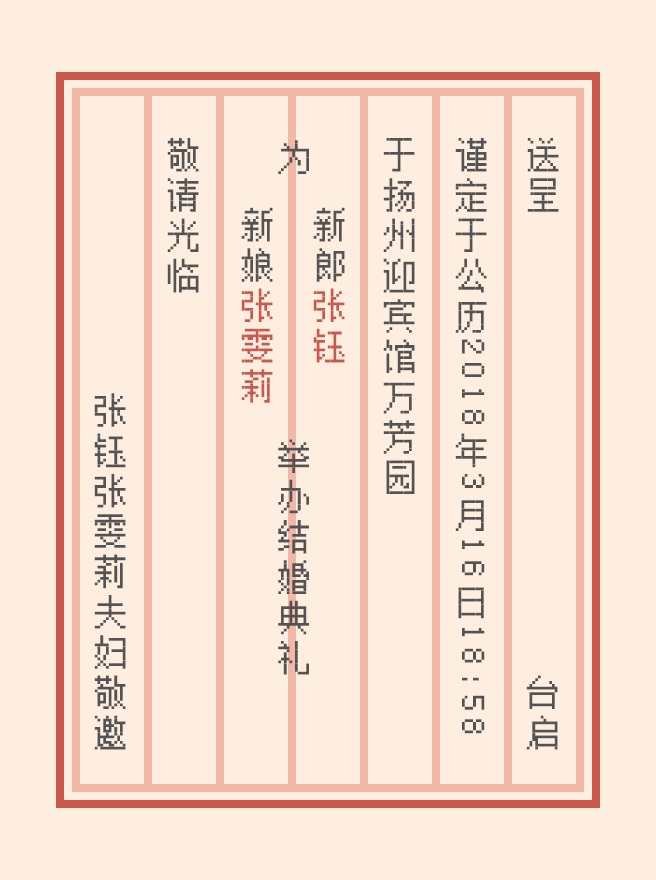 送呈 台启
谨定于公历2018年3月16日18:58
于扬州迎宾馆万芳园
为
新郎张钰
新娘张雯莉
举办结婚典礼
敬请光临
张钰张雯莉夫妇敬邀